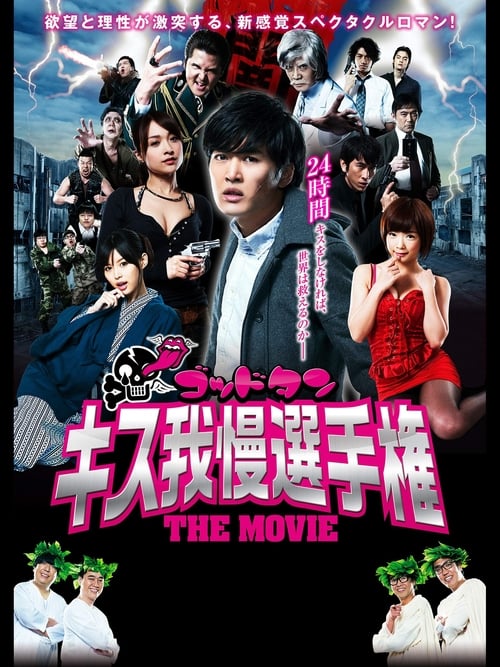 欲望と理性が激突する、新感覚スペクタクルロマン!
24時間
キスをしなければ、
世界は救えるのか——
ゴッドタン
キス我慢選手権
THE MOVIE